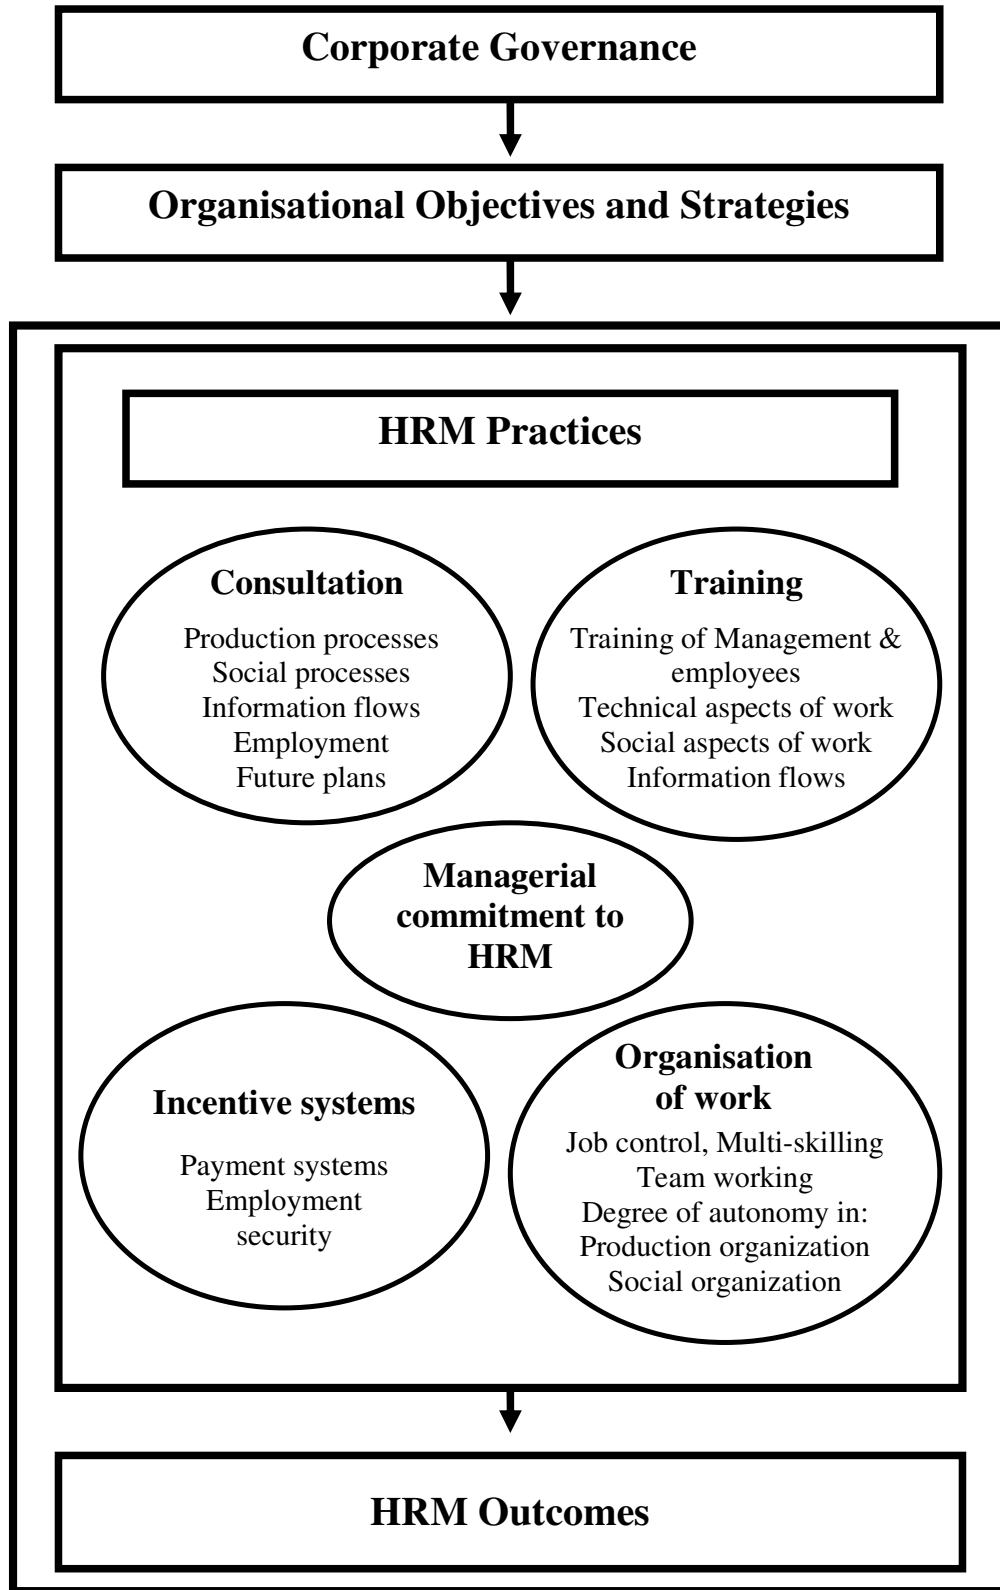 Corporate Governance
Organisational Objectives and Strategies
HRM Practices
Consultation
Production processes
Social processes
Information flows
Employment
Future plans
Training
Training of Management &
employees
Technical aspects of work
Social aspects of work
Information flows
Managerial
commitment to
HRM
Incentive systems
Payment systems
Employment
security
Organisation
of work
Job control, Multi-skilling
Team working
Degree of autonomy in:
Production organization
Social organization
HRM Outcomes